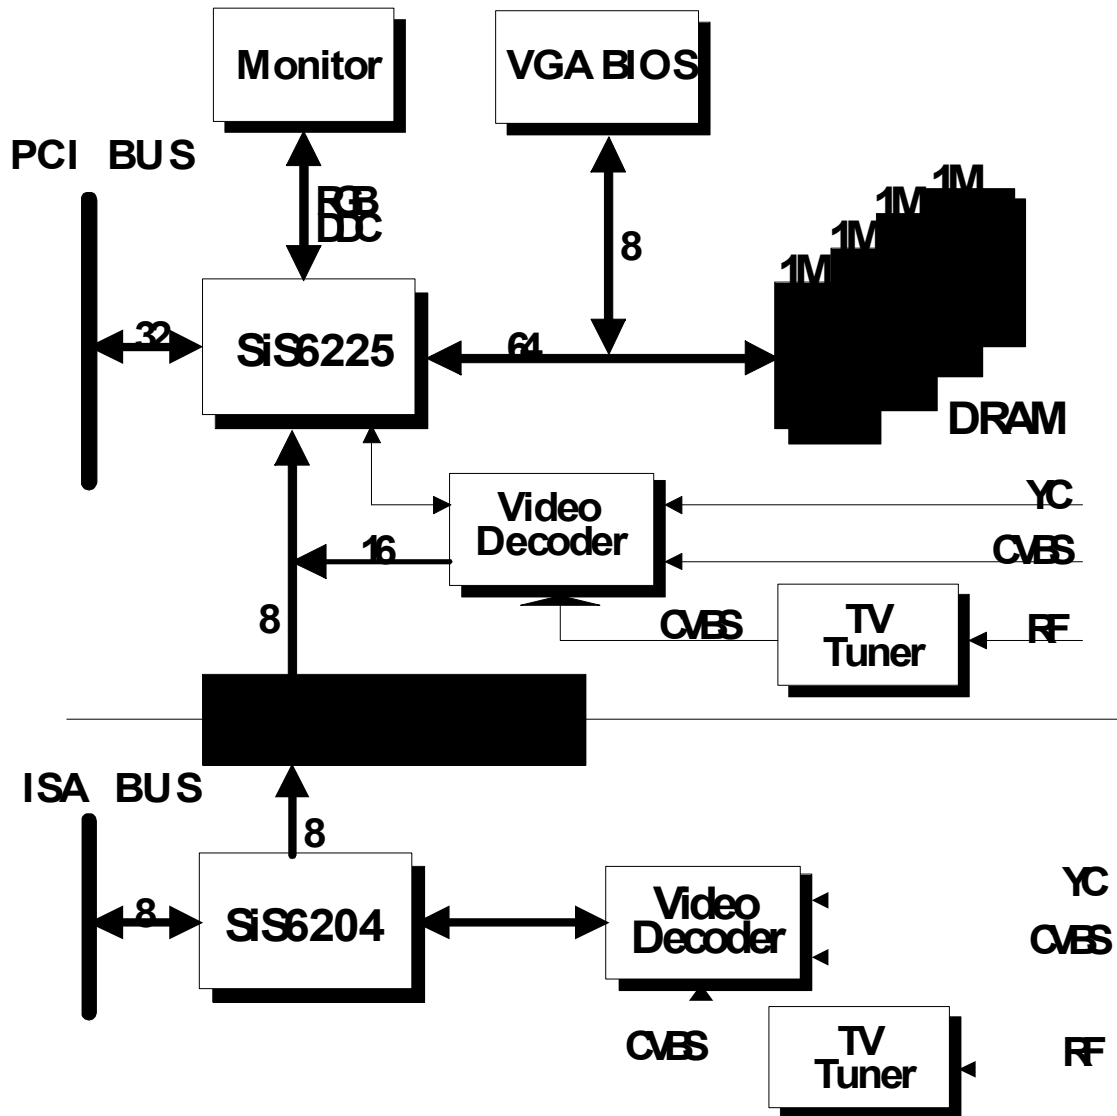 Monitor
VGA BIOS
PCI BUS
RGB
DDC
8
1M
1M
1M
1M
32
SiS6225
64
DRAM
Video
Decoder
YC
16
CVBS
8
CVBS
TV
Tuner
RF
ISA BUS
8
8
SiS6204
Video
Decoder
YC
CVBS
CVBS
TV
Tuner
RF